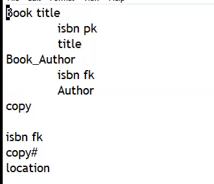 Book title
isbn pk
title
Book_Author
isbn fk
Author
copy
isbn fk
copy#
location